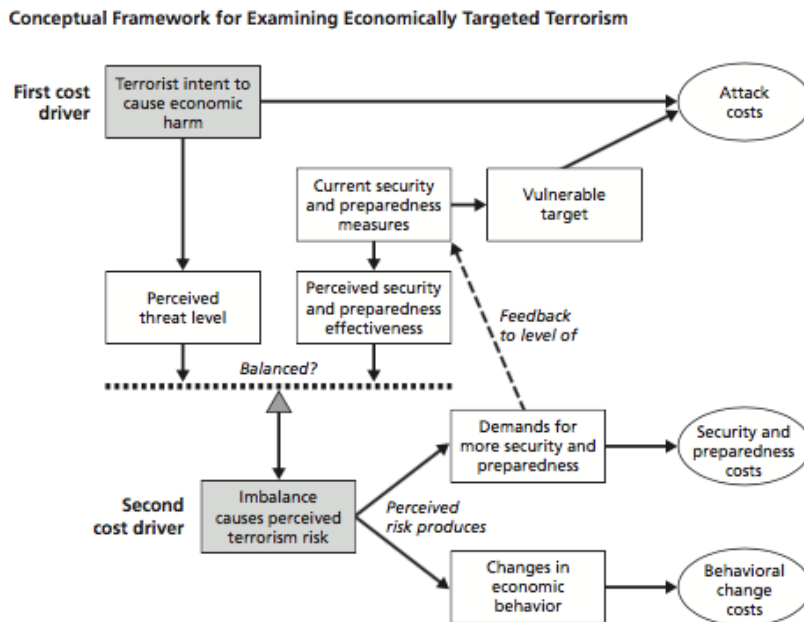 Conceptual Framework for Examining Economically Targeted Terrorism
First cost
driver
Terrorist intent to
cause economic
harm
Attack
costs
Current security
and preparedness
measures
Vulnerable
target
Perceived
threat level
Perceived security
and preparedness
effectiveness
Feedback
to level of
Balanced?
Demands for
more security and
preparedness
Security and
preparedness
costs
Second
cost driver
Imbalance
causes perceived
terrorism risk
Perceived
risk produces
Changes in
economic
behavior
Behavioral
change
costs